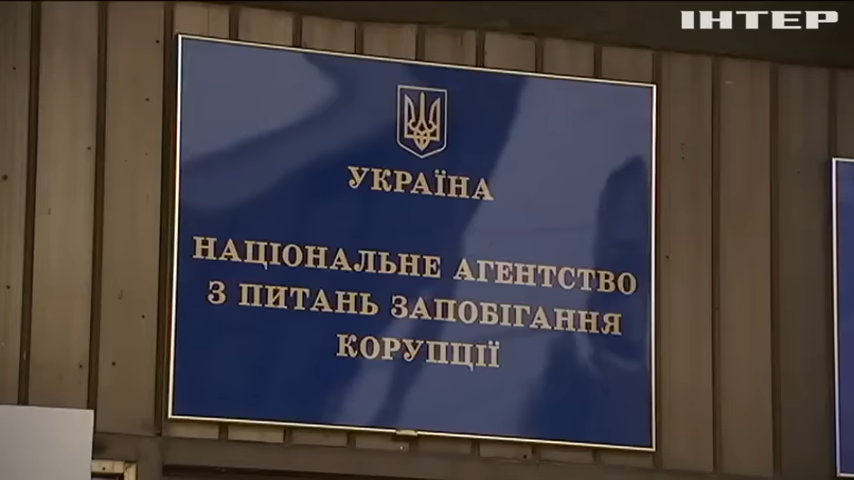 ІНТЕР
УКРАЇНА
НАЦІОНАЛЬНЕ АГЕНТСТВО
З ПИТАНЬ ЗАПОБІГАННЯ
КОРУПЦІЇ